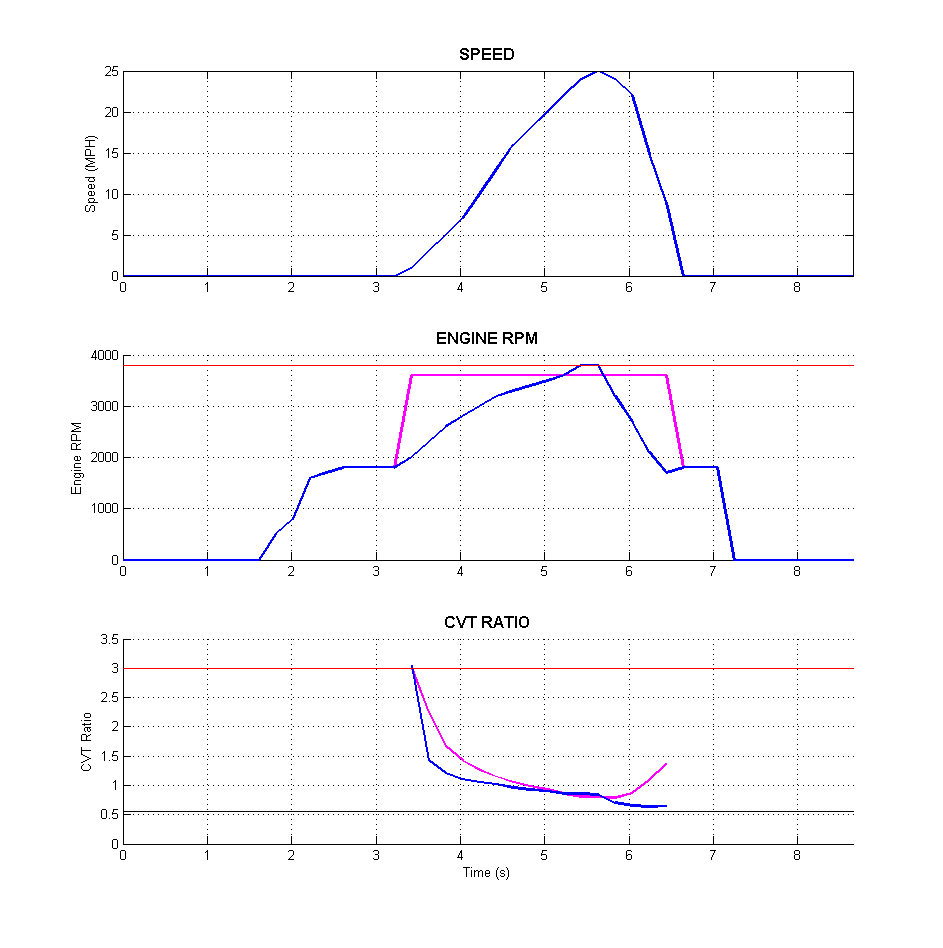 SPEED
25
20
15
10
5
0
Speed (MPH)
0 1 2 3 4 5 6 7 8
ENGINE RPM
4000
3000
2000
1000
0
Engine RPM
0 1 2 3 4 5 6 7 8
CVT RATIO
3.5
3
2.5
2
1.5
1
0.5
0
CVT Ratio
0 1 2 3 4 5 6 7 8
Time (s)